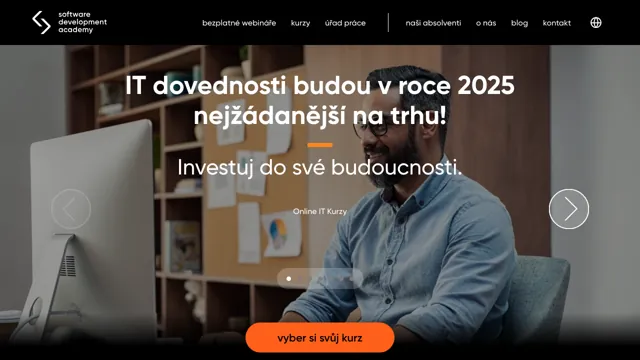 software
development
academy
bezplatné webináře
kurzy
úřad práce
naši absolventi
o nás
blog
kontakt
IT dovednosti budou v roce 2025
nejžádanější na trhu!
Investuj do své budoucnosti.
Online IT Kurzy
vyber si svůj kurz